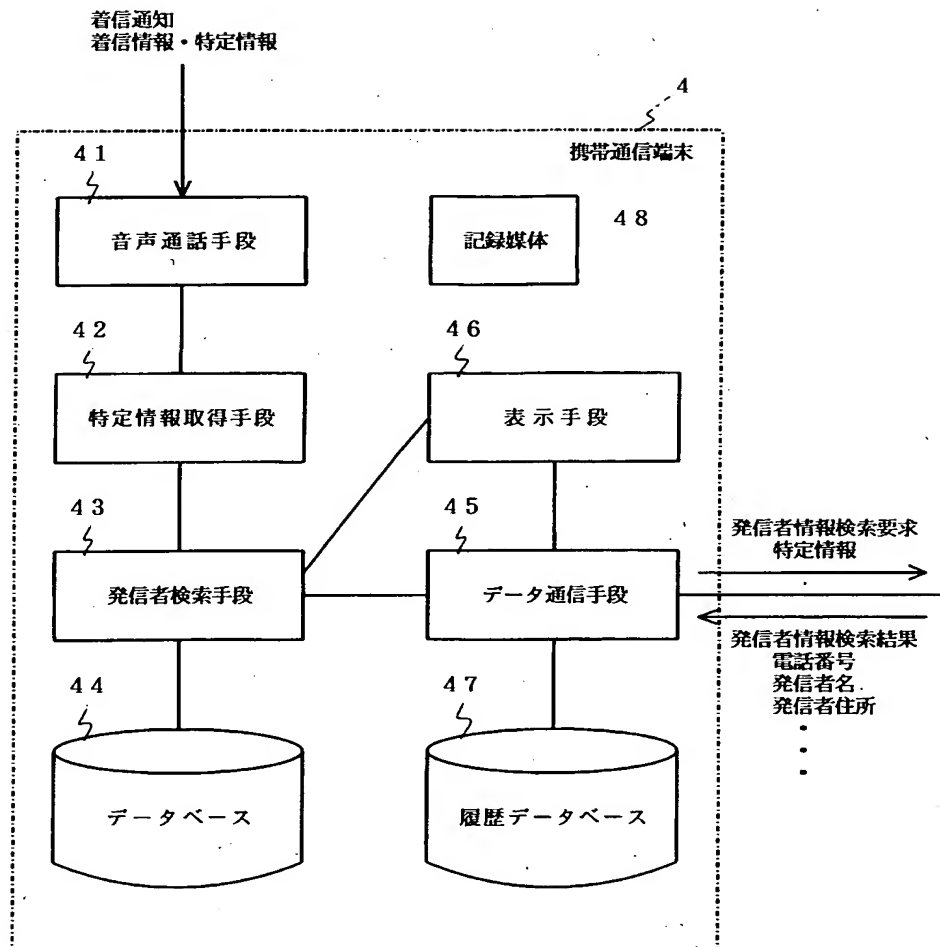 着信通知
着信情報・特定情報
4
携帯通信端末
41
音声通話手段
48
記録媒体
42
特定情報取得手段
46
表示手段
43
発信者検索手段
45
データ通信手段
発信者情報検索要求
特定情報
発信者情報検索結果
電話番号
発信者名
発信者住所
・
・
・
44
データベース
47
履歴データベース